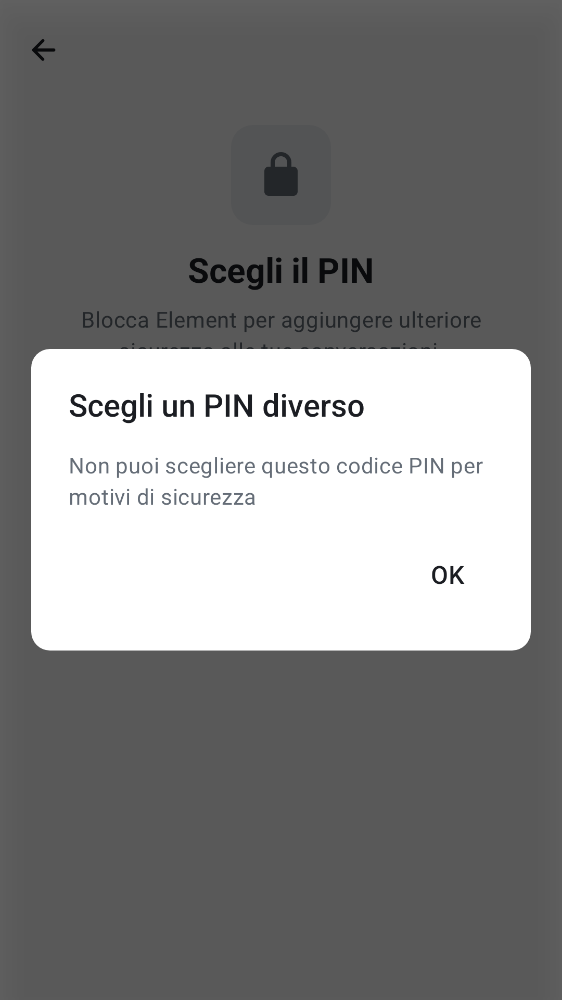 Scegli il PIN
Blocca Element per aggiungere ulteriore
Scegli un PIN diverso
Non puoi scegliere questo codice PIN per
motivi di sicurezza
OK